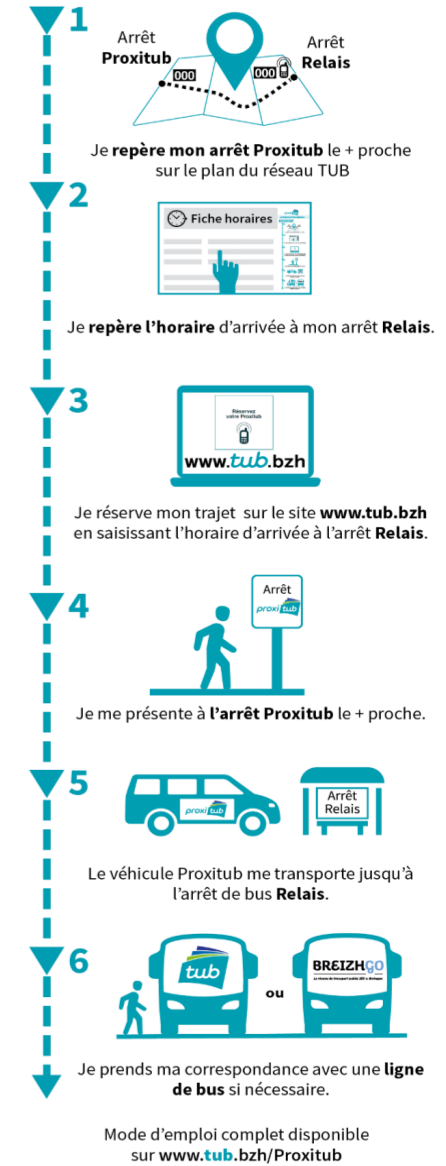 1
Arrêt
Proxitub
Arrêt
Relais
000
000
Je repère mon arrêt Proxitub le + proche
sur le plan du réseau TUB
2
Fiche horaires
Je repère l’horaire d’arrivée à mon arrêt Relais.
3
Réservez
votre Proxitub
www.tub.bzh
Je réserve mon trajet sur le site www.tub.bzh
en saisissant l’horaire d’arrivée à l’arrêt Relais.
4
Arrêt
proxitub
Je me présente à l’arrêt Proxitub le + proche.
5
proxitub
Arrêt
Relais
Le véhicule Proxitub me transporte jusqu’à
l’arrêt de bus Relais.
6
tub
ou
BREIZHGO
Je prends ma correspondance avec une ligne
de bus si nécessaire.
Mode d’emploi complet disponible
sur www.tub.bzh/Proxitub